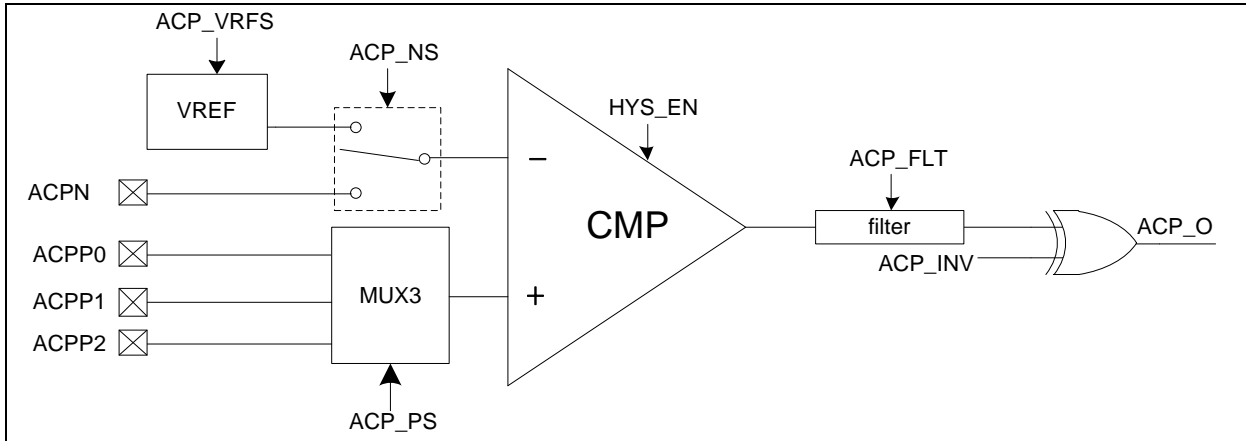 ACP_VRFS
ACP_NS
VREF
HYS_EN
ACPN
ACP_FLT
CMP
filter
ACP_O
ACP_INV
ACPP0
ACPP1
MUX3
ACPP2
ACP_PS